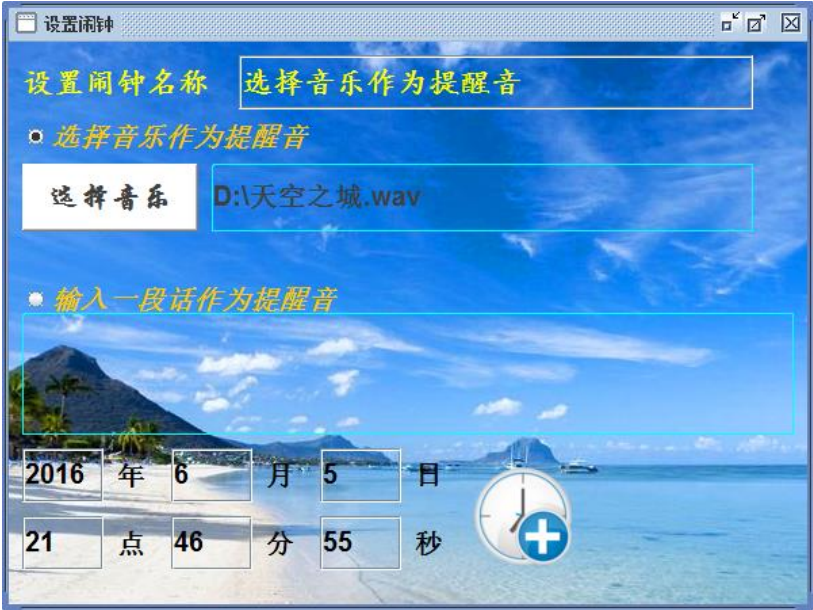 设置闹钟
设置闹钟名称 选择音乐作为提醒音
选择音乐作为提醒音
选择音乐 D:\天空之城.wav
输入一段话作为提醒音
2016 年 6 月 5 日
21 点 46 分 55 秒